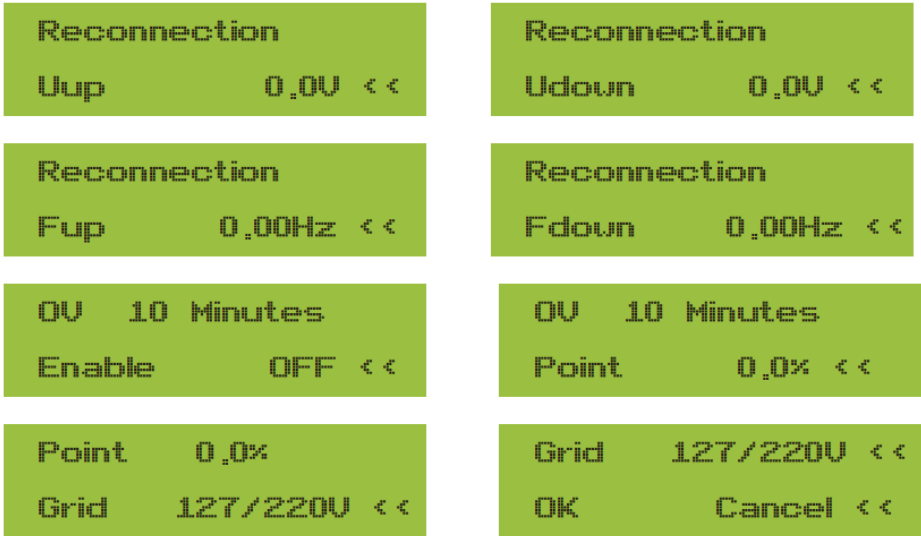 Reconnection
Uup 0.0V <<
Reconnection
Udown 0.0V <<
Reconnection
Fup 0.00Hz <<
Reconnection
Fdown 0.00Hz <<
OV 10 Minutes
Enable OFF <<
OV 10 Minutes
Point 0.0% <<
Point 0.0%
Grid 127/220V <<
Grid 127/220V <<
OK Cancel <<